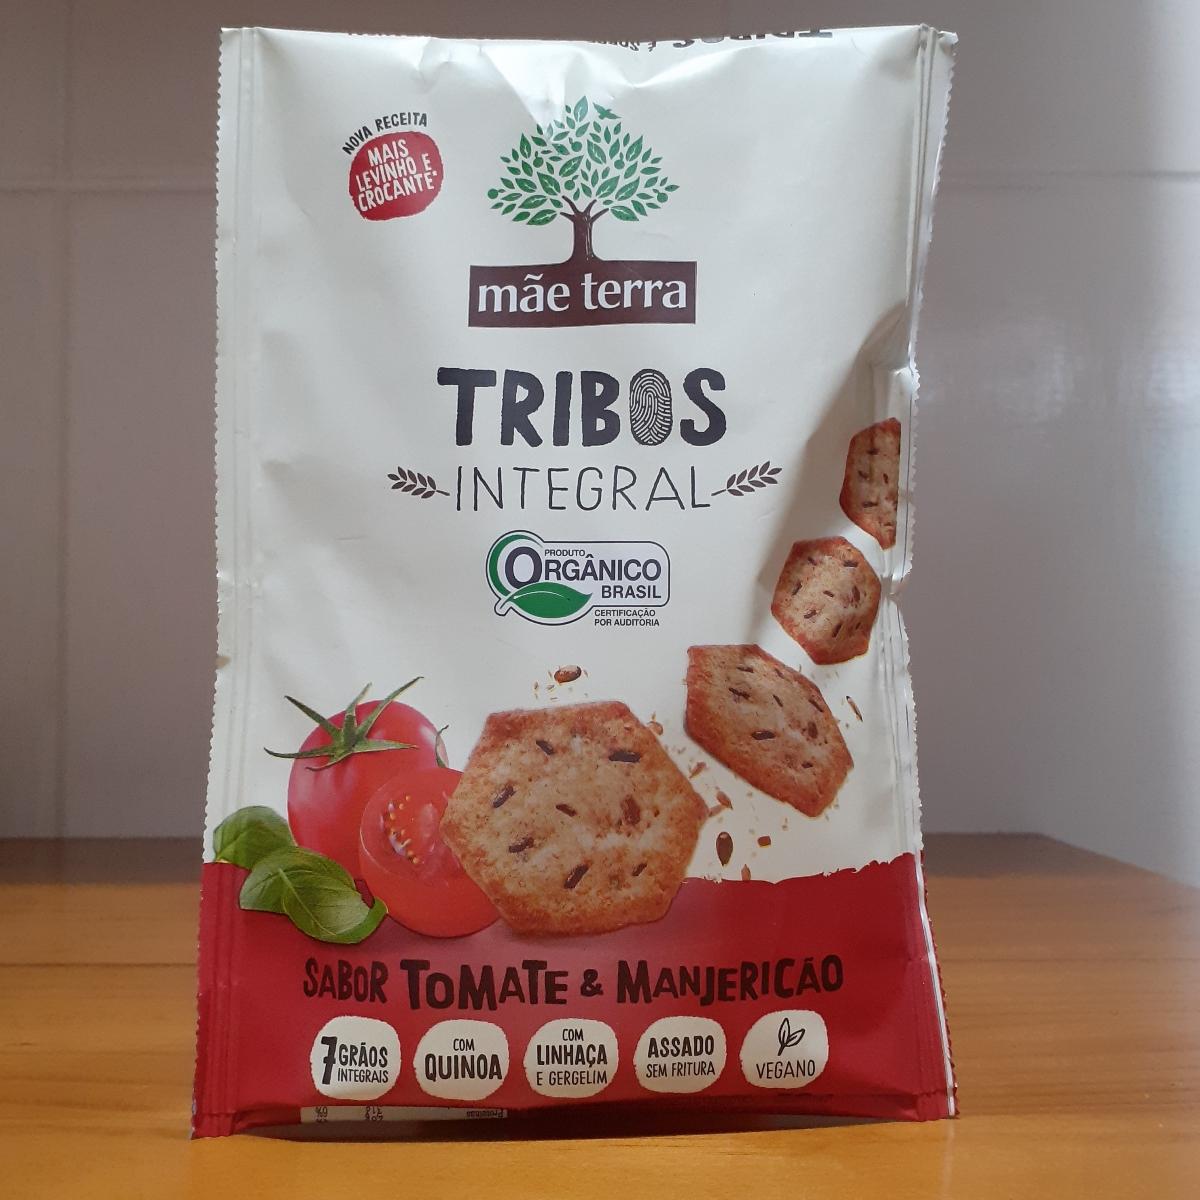 NOVA RECEITA
MAIS
LEVINHO E
CROCANTE*
mãe terra
TRIBOS
INTEGRAL
PRODUTO
ORGÂNICO
BRASIL
CERTIFICAÇÃO
POR AUDITORIA
SABOR TOMATE & MANJERICÃO
7 GRÃOS
INTEGRAIS
COM
QUINOA
COM
LINHAÇA
E GERGELIM
ASSADO
SEM FRITURA
VEGANO
Proteínas